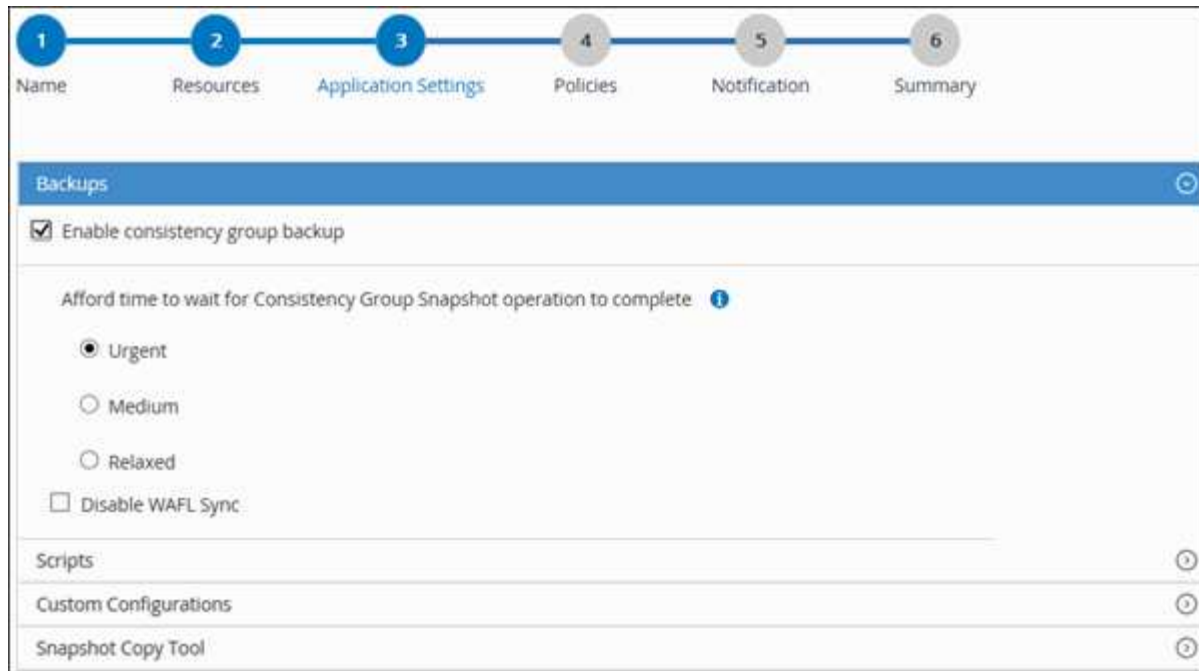 1 2 3 4 5 6
Name Resources Application Settings Policies Notification Summary
Backups
Enable consistency group backup
Afford time to wait for Consistency Group Snapshot operation to complete
Urgent
Medium
Relaxed
Disable WAFL Sync
Scripts
Custom Configurations
Snapshot Copy Tool